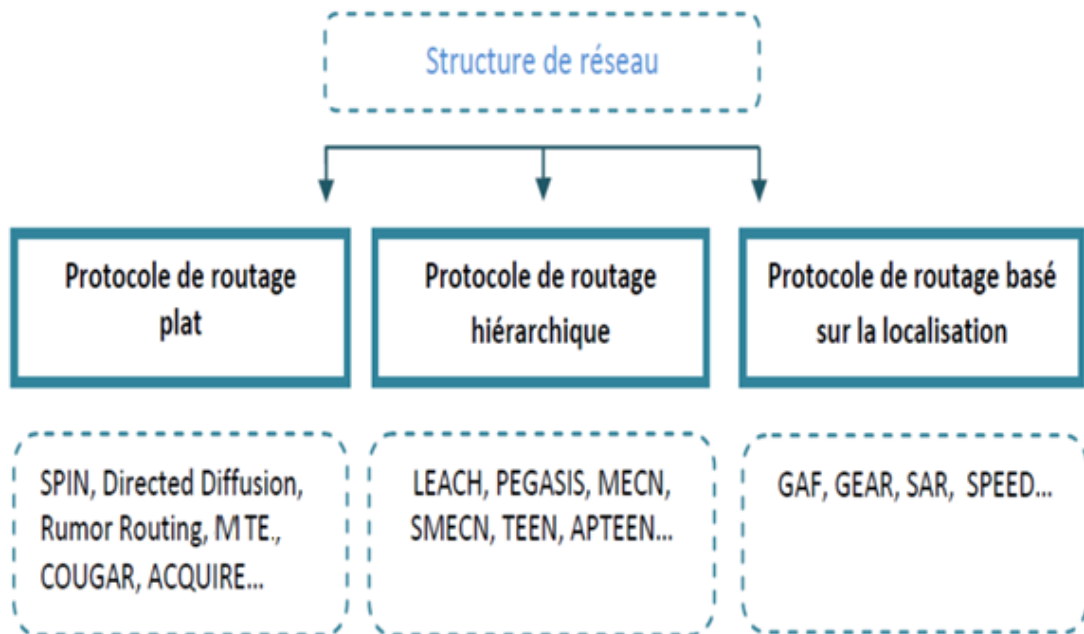 Structure de réseau
Protocole de routage
plat
Protocole de routage
hiérarchique
Protocole de routage basé
sur la localisation
SPIN, Directed Diffusion,
Rumor Routing, MTE.,
COUGAR, ACQUIRE...
LEACH, PEGASIS, MECN,
SMECN, TEEN, APTEEN...
GAF, GEAR, SAR, SPEED...